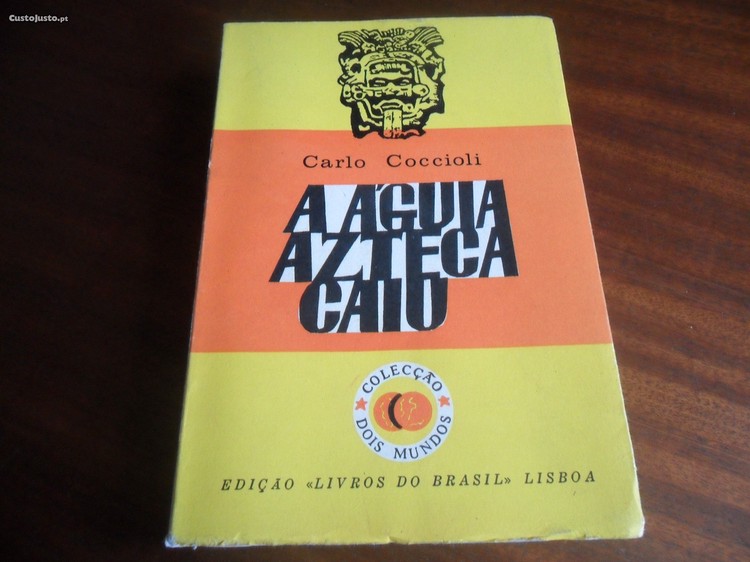 CustoJusto.pt
Carlo Coccioli
A ÁGUIA
AZTECA
CAIU
COLECÇÃO
DOIS MUNDOS
EDIÇÃO «LIVROS DO BRASIL» LISBOA